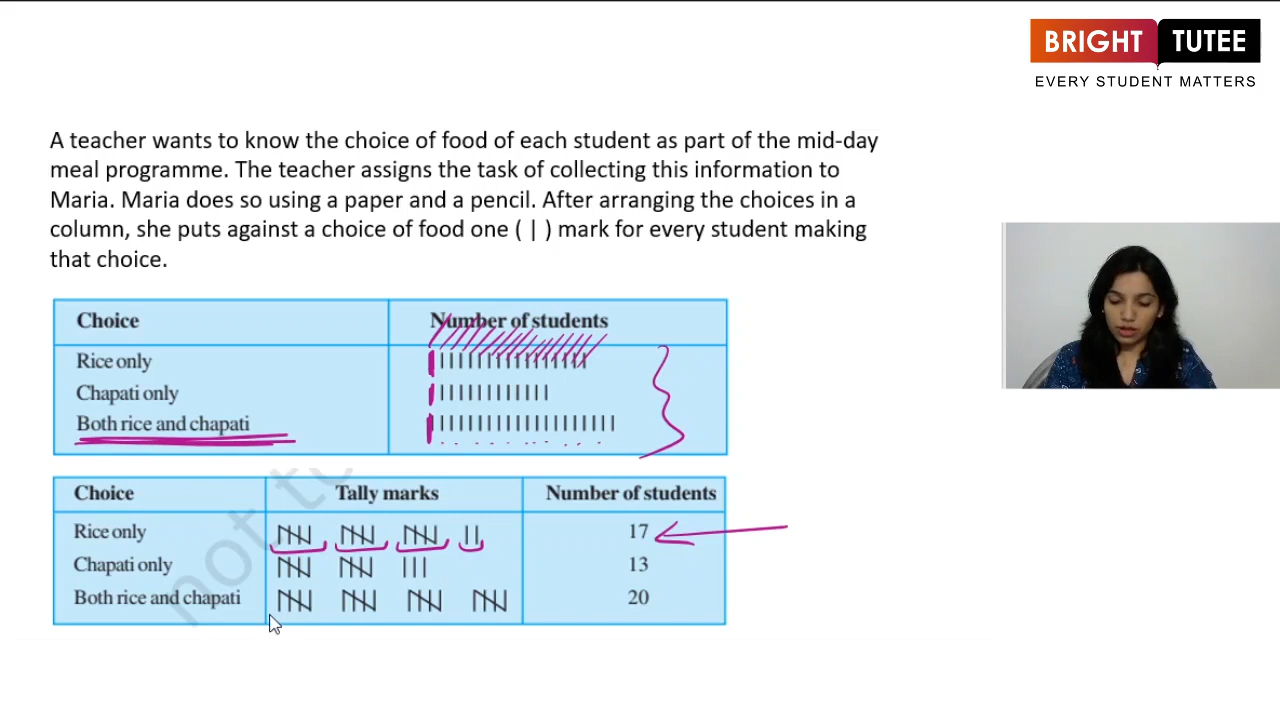 BRIGHT TUTEE
EVERY STUDENT MATTERS
A teacher wants to know the choice of food of each student as part of the mid-day
meal programme. The teacher assigns the task of collecting this information to
Maria. Maria does so using a paper and a pencil. After arranging the choices in a
column, she puts against a choice of food one ( | ) mark for every student making
that choice.
Choice Number of students
Rice only |||||||||||||||||
Chapati only |||||||||||||
Both rice and chapati ||||||||||||||||||||
Choice Tally marks Number of students
Rice only 17
Chapati only 13
Both rice and chapati 20
not to